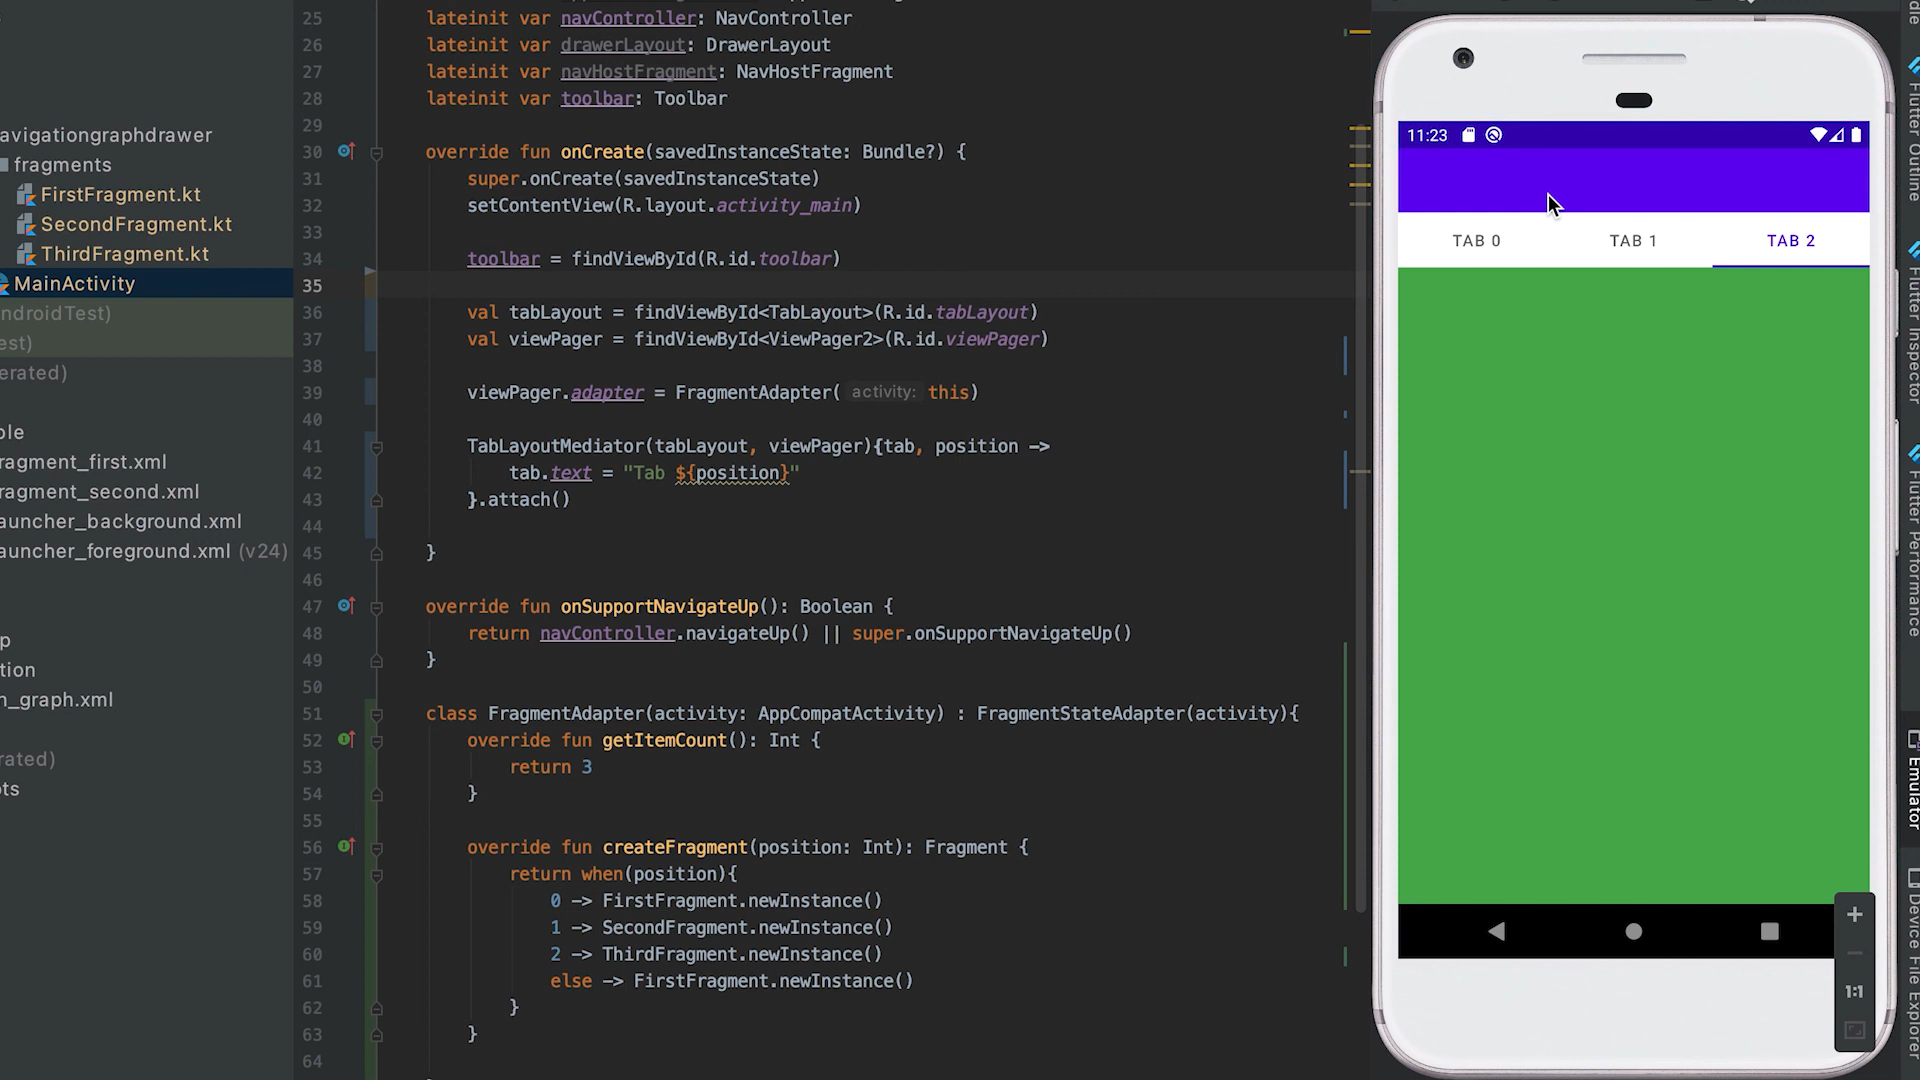 avigationgraphdrawer
fragments
FirstFragment.kt
SecondFragment.kt
ThirdFragment.kt
MainActivity
ndroidTest)
est)
erated)
ble
ragment_first.xml
ragment_second.xml
auncher_background.xml
auncher_foreground.xml (v24)
p
tion
n_graph.xml
rated)
ots
25 lateinit var navController: NavController
26 lateinit var drawerLayout: DrawerLayout
27 lateinit var navHostFragment: NavHostFragment
28 lateinit var toolbar: Toolbar
29
30 override fun onCreate(savedInstanceState: Bundle?) {
31 super.onCreate(savedInstanceState)
32 setContentView(R.layout.activity_main)
33
34 toolbar = findViewById(R.id.toolbar)
35
36 val tabLayout = findViewById<TabLayout>(R.id.tabLayout)
37 val viewPager = findViewById<ViewPager2>(R.id.viewPager)
38
39 viewPager.adapter = FragmentAdapter( activity: this)
40
41 TabLayoutMediator(tabLayout, viewPager){tab, position ->
42 tab.text = "Tab ${position}"
43 }.attach()
44
45 }
46
47 override fun onSupportNavigateUp(): Boolean {
48 return navController.navigateUp() || super.onSupportNavigateUp()
49 }
50
51 class FragmentAdapter(activity: AppCompatActivity) : FragmentStateAdapter(activity){
52 override fun getItemCount(): Int {
53 return 3
54 }
55
56 override fun createFragment(position: Int): Fragment {
57 return when(position){
58 0 -> FirstFragment.newInstance()
59 1 -> SecondFragment.newInstance()
60 2 -> ThirdFragment.newInstance()
61 else -> FirstFragment.newInstance()
62 }
63 }
64
11:23
TAB 0 TAB 1 TAB 2
1:1
dle
Flutter Outline
Flutter Inspector
Flutter Performance
Emulator
Device File Explorer